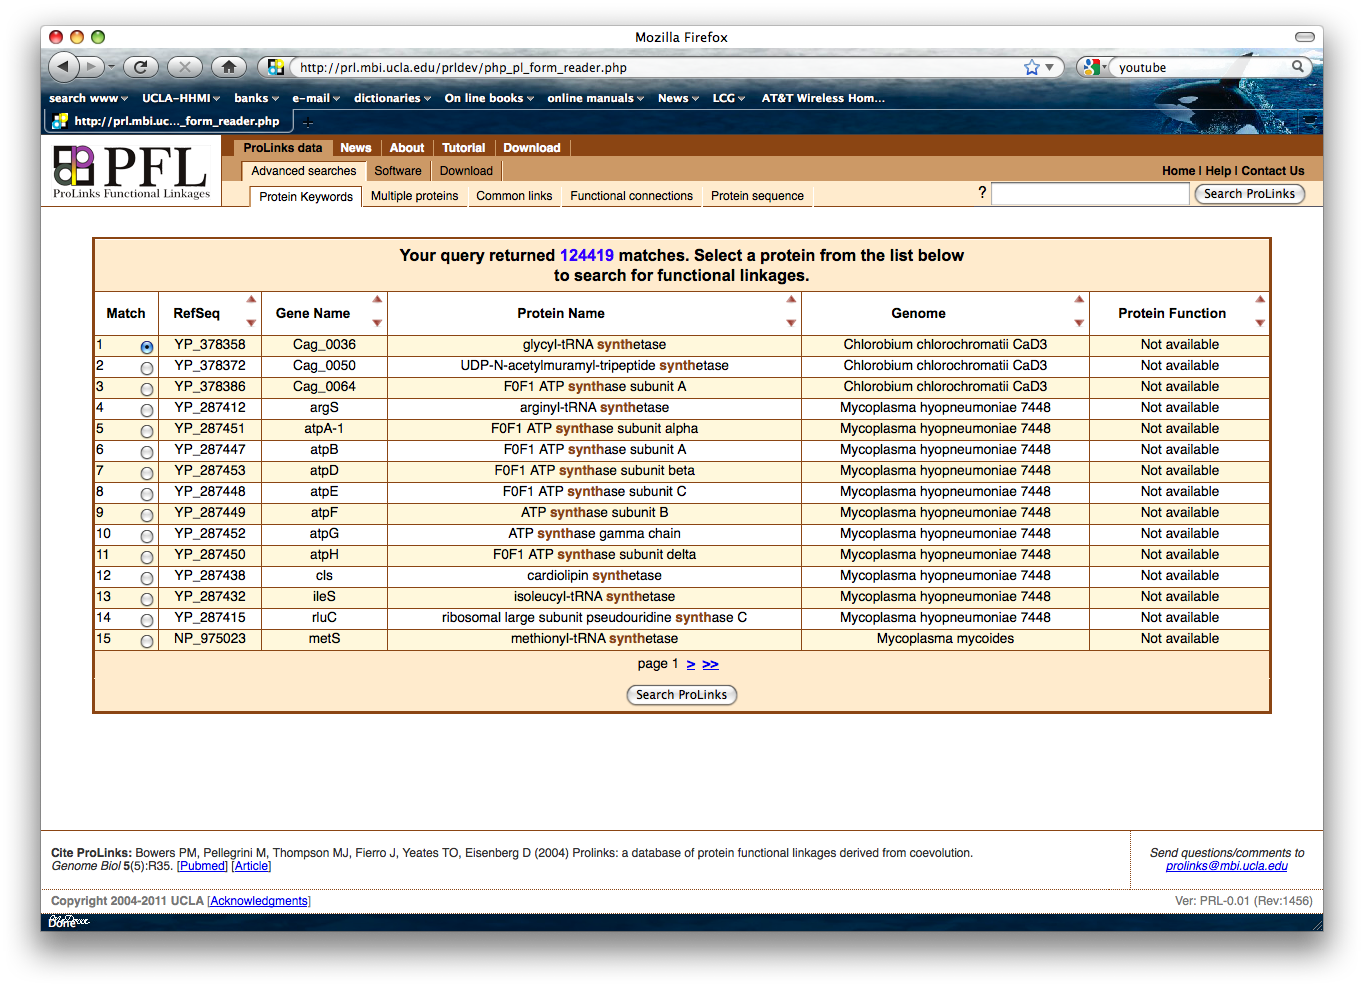 Mozilla Firefox
http://prl.mbi.ucla.edu/prldev/php_pl_form_reader.php
youtube
search www UCLA-HHMI banks e-mail dictionaries On line books online manuals News LCG AT&T Wireless Hom...
http://prl.mbi.uc..._form_reader.php
PFL
ProLinks Functional Linkages
ProLinks data News About Tutorial Download
Advanced searches Software Download
Home | Help | Contact Us
Protein Keywords Multiple proteins Common links Functional connections Protein sequence
? Search ProLinks
Your query returned 124419 matches. Select a protein from the list below
to search for functional linkages.
Match RefSeq Gene Name Protein Name Genome Protein Function
1 YP_378358 Cag_0036 glycyl-tRNA synthetase Chlorobium chlorochromatii CaD3 Not available
2 YP_378372 Cag_0050 UDP-N-acetylmuramyl-tripeptide synthetase Chlorobium chlorochromatii CaD3 Not available
3 YP_378386 Cag_0064 F0F1 ATP synthase subunit A Chlorobium chlorochromatii CaD3 Not available
4 YP_287412 argS arginyl-tRNA synthetase Mycoplasma hyopneumoniae 7448 Not available
5 YP_287451 atpA-1 F0F1 ATP synthase subunit alpha Mycoplasma hyopneumoniae 7448 Not available
6 YP_287447 atpB F0F1 ATP synthase subunit A Mycoplasma hyopneumoniae 7448 Not available
7 YP_287453 atpD F0F1 ATP synthase subunit beta Mycoplasma hyopneumoniae 7448 Not available
8 YP_287448 atpE F0F1 ATP synthase subunit C Mycoplasma hyopneumoniae 7448 Not available
9 YP_287449 atpF ATP synthase subunit B Mycoplasma hyopneumoniae 7448 Not available
10 YP_287452 atpG ATP synthase gamma chain Mycoplasma hyopneumoniae 7448 Not available
11 YP_287450 atpH F0F1 ATP synthase subunit delta Mycoplasma hyopneumoniae 7448 Not available
12 YP_287438 cls cardiolipin synthetase Mycoplasma hyopneumoniae 7448 Not available
13 YP_287432 ileS isoleucyl-tRNA synthetase Mycoplasma hyopneumoniae 7448 Not available
14 YP_287415 rluC ribosomal large subunit pseudouridine synthase C Mycoplasma hyopneumoniae 7448 Not available
15 NP_975023 metS methionyl-tRNA synthetase Mycoplasma mycoides Not available
page 1 > >>
Search ProLinks
Cite ProLinks: Bowers PM, Pellegrini M, Thompson MJ, Fierro J, Yeates TO, Eisenberg D (2004) Prolinks: a database of protein functional linkages derived from coevolution.
Genome Biol 5(5):R35. [Pubmed] [Article]
Send questions/comments to
prolinks@mbi.ucla.edu
Copyright 2004-2011 UCLA [Acknowledgments]
Ver: PRL-0.01 (Rev:1456)
Done